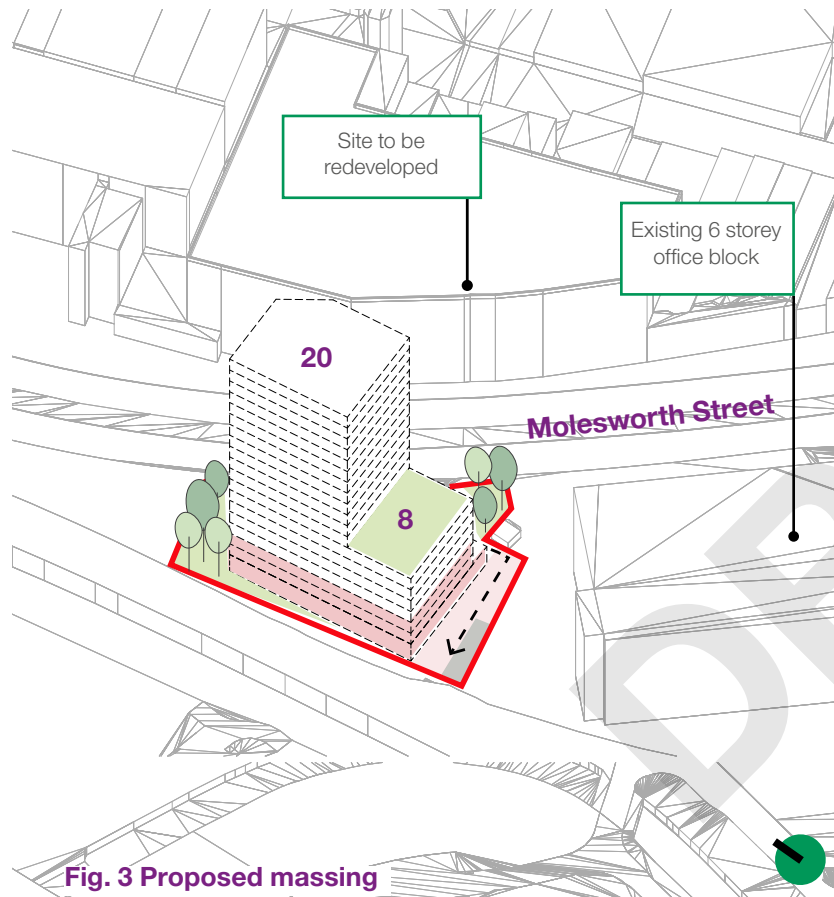 Site to be
redeveloped
Existing 6 storey
office block
20
Molesworth Street
8
Fig. 3 Proposed massing